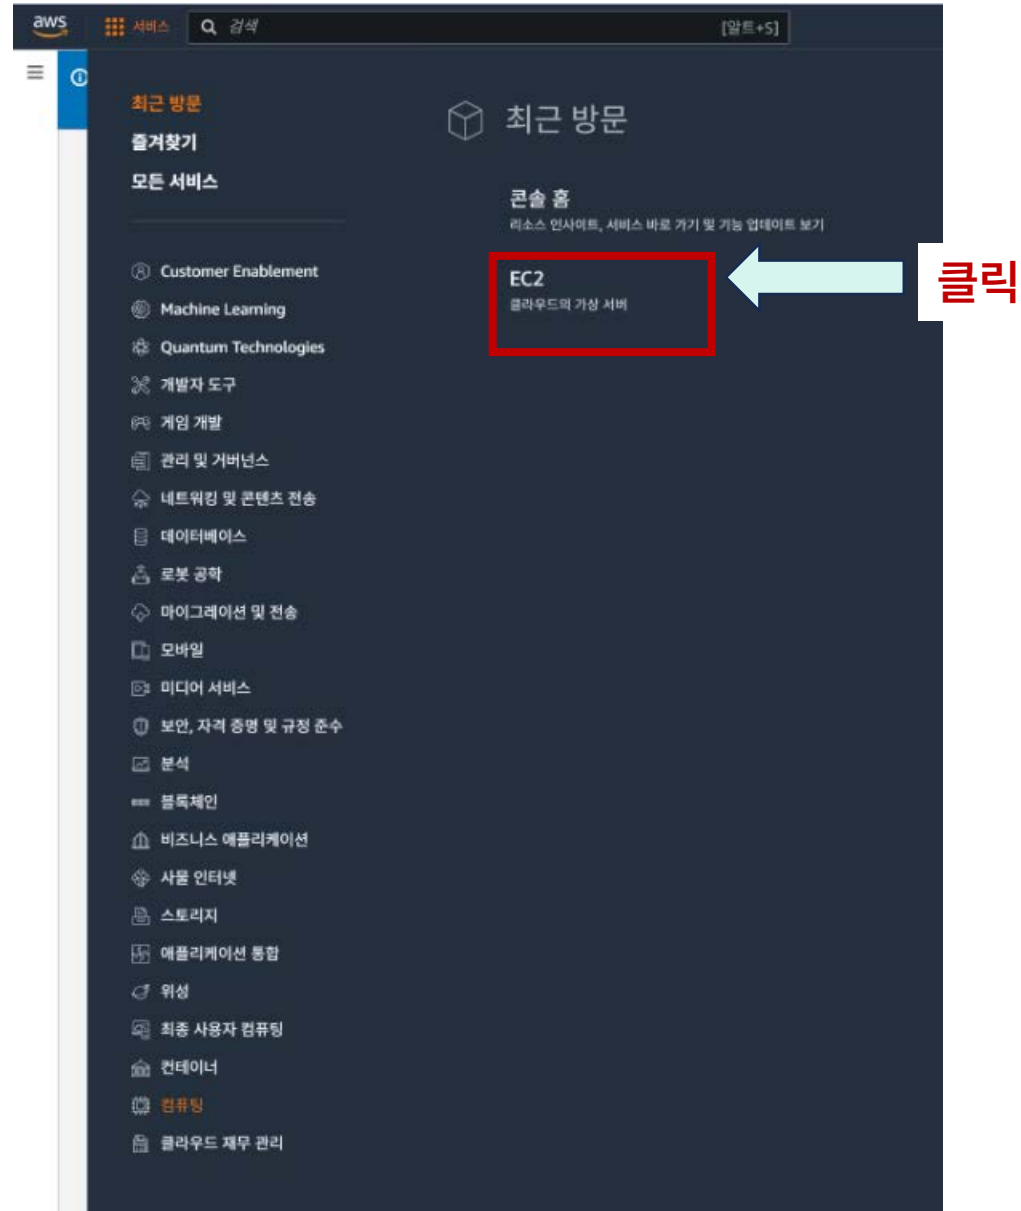 aws
서비스
검색
[알트+S]
최근 방문
즐겨찾기
모든 서비스
최근 방문
콘솔 홈
리소스 인사이트, 서비스 바로 가기 및 기능 업데이트 보기
EC2
클라우드의 가상 서버
클릭
Customer Enablement
Machine Learning
Quantum Technologies
개발자 도구
게임 개발
관리 및 거버넌스
네트워킹 및 콘텐츠 전송
데이터베이스
로봇 공학
마이그레이션 및 전송
모바일
미디어 서비스
보안, 자격 증명 및 규정 준수
분석
블록체인
비즈니스 애플리케이션
사물 인터넷
스토리지
애플리케이션 통합
위성
최종 사용자 컴퓨팅
컨테이너
컴퓨팅
클라우드 재무 관리